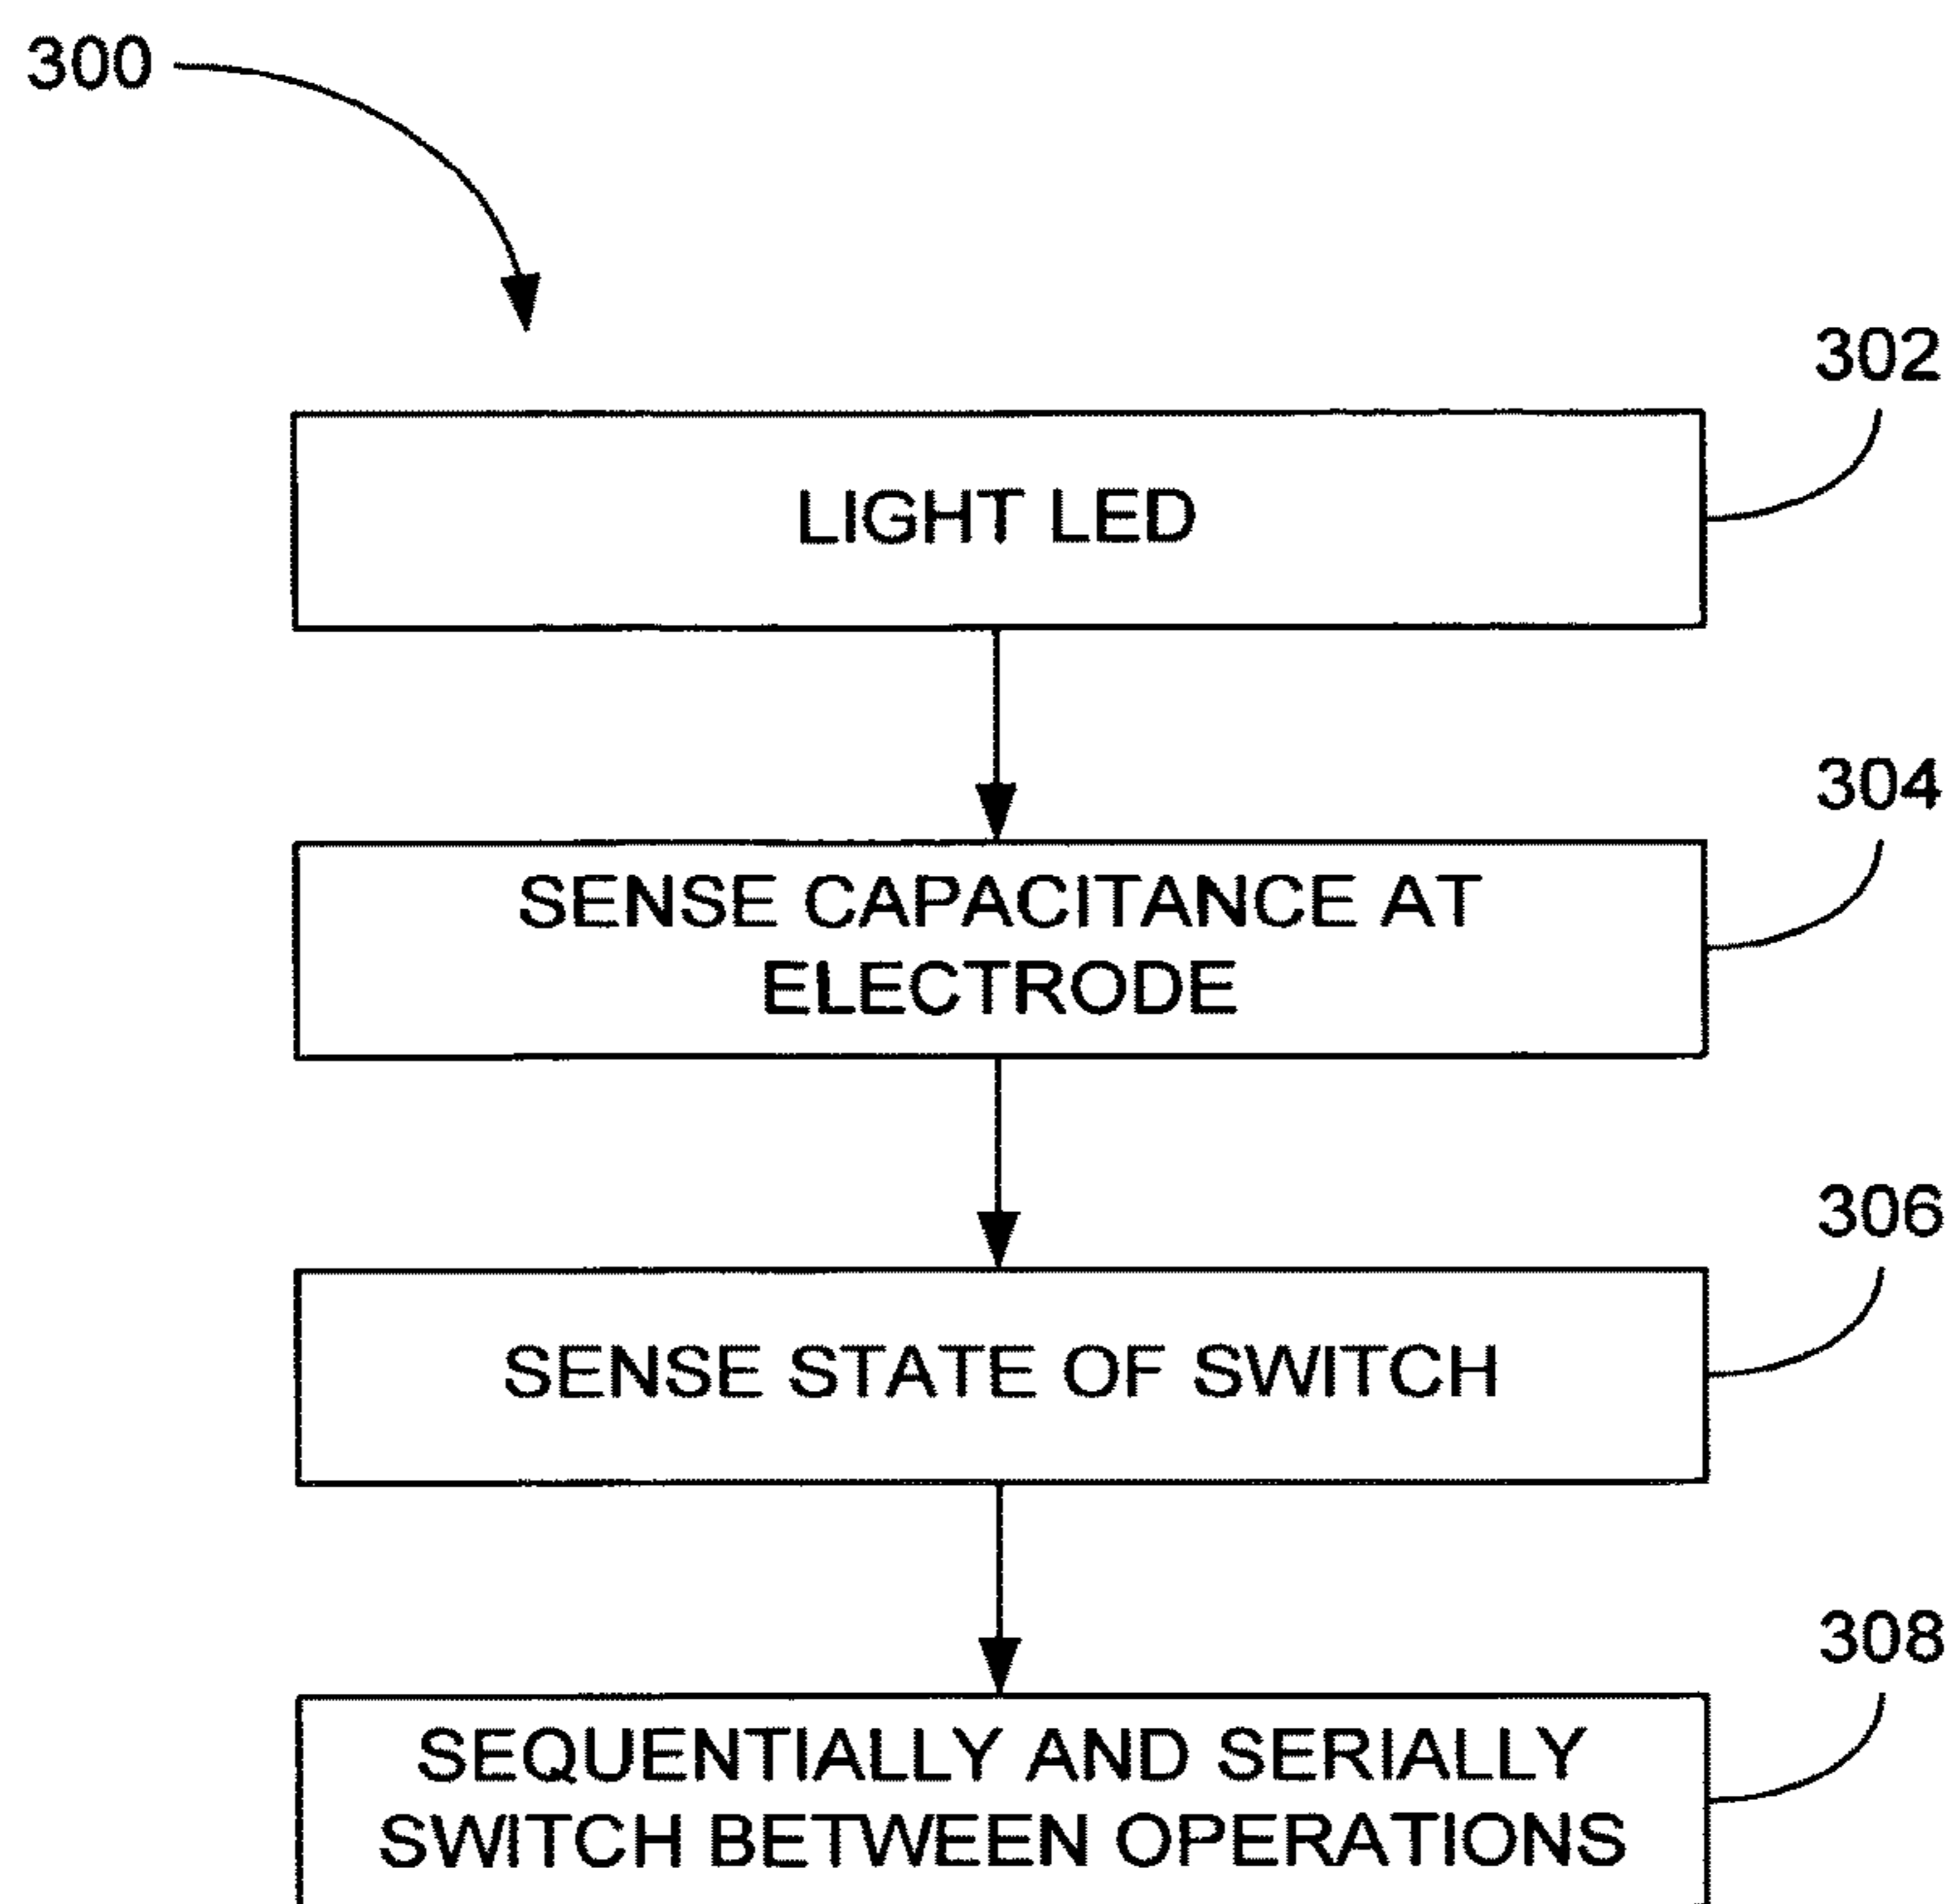 300
302
LIGHT LED
304
SENSE CAPACITANCE AT
ELECTRODE
306
SENSE STATE OF SWITCH
308
SEQUENTIALLY AND SERIALLY
SWITCH BETWEEN OPERATIONS